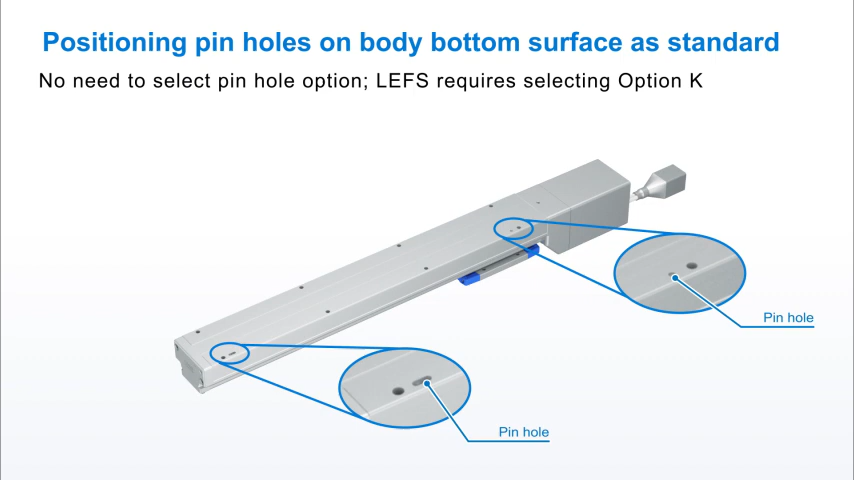 Positioning pin holes on body bottom surface as standard
No need to select pin hole option; LEFS requires selecting Option K
Pin hole
Pin hole